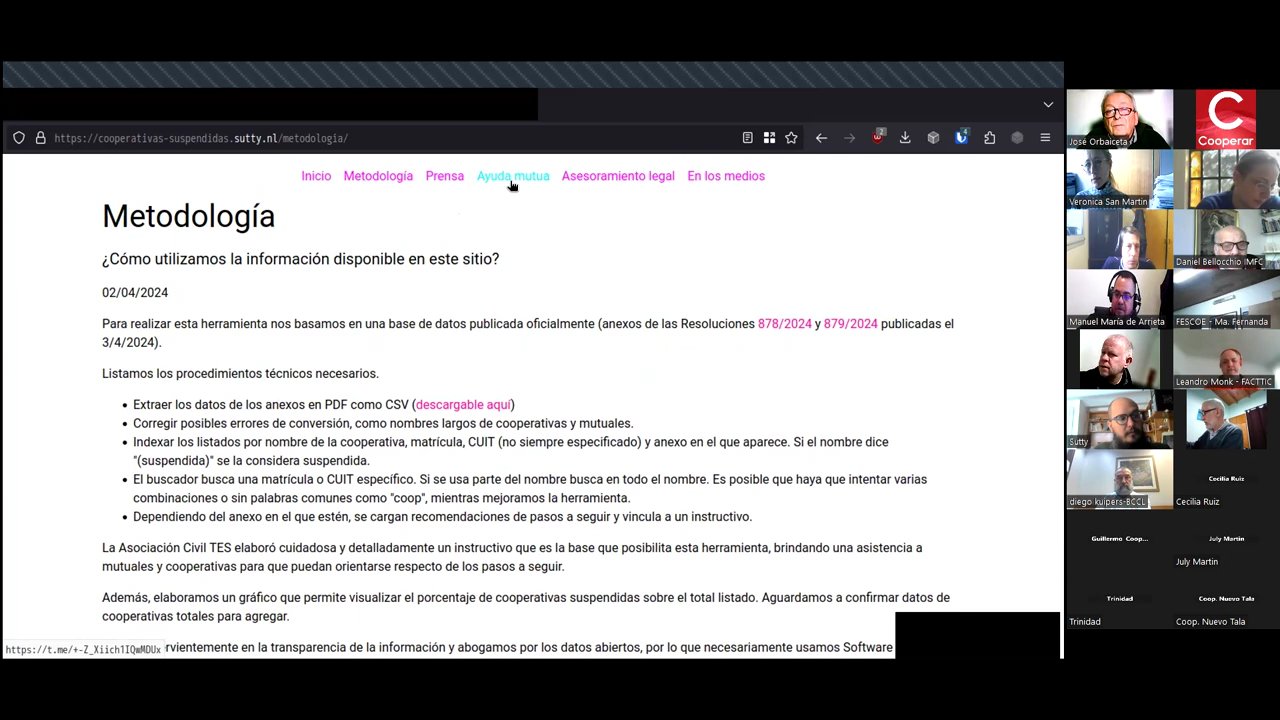 https://cooperativas-suspendidas.sutty.nl/metodologia/
2
4
Inicio Metodología Prensa Ayuda mutua Asesoramiento legal En los medios
Metodología
¿Cómo utilizamos la información disponible en este sitio?
02/04/2024
Para realizar esta herramienta nos basamos en una base de datos publicada oficialmente (anexos de las Resoluciones 878/2024 y 879/2024 publicadas el
3/4/2024).
Listamos los procedimientos técnicos necesarios.
• Extraer los datos de los anexos en PDF como CSV (descargable aquí)
• Corregir posibles errores de conversión, como nombres largos de cooperativas y mutuales.
• Indexar los listados por nombre de la cooperativa, matrícula, CUIT (no siempre especificado) y anexo en el que aparece. Si el nombre dice
"(suspendida)" se la considera suspendida.
• El buscador busca una matrícula o CUIT específico. Si se usa parte del nombre busca en todo el nombre. Es posible que haya que intentar varias
combinaciones o sin palabras comunes como "coop", mientras mejoramos la herramienta.
• Dependiendo del anexo en el que estén, se cargan recomendaciones de pasos a seguir y vincula a un instructivo.
La Asociación Civil TES elaboró cuidadosa y detalladamente un instructivo que es la base que posibilita esta herramienta, brindando una asistencia a
mutuales y cooperativas para que puedan orientarse respecto de los pasos a seguir.
Además, elaboramos un gráfico que permite visualizar el porcentaje de cooperativas suspendidas sobre el total listado. Aguardamos a confirmar datos de
cooperativas totales para agregar.
rvientemente en la transparencia de la información y abogamos por los datos abiertos, por lo que necesariamente usamos Software
https://t.me/+-Z_Xiich1IQwMDUx
José Orbaiceta
C
Cooperar
Veronica San Martin
Daniel Bellocchio IMFC
Manuel María de Arrieta
FESCOE - Ma. Fernanda
Leandro Monk - FACTTIC
Sutty
diego kuipers-BCCL
Cecilia Ruiz
Cecilia Ruiz
Guillermo Coop...
July Martin
July Martin
Trinidad
Coop. Nuevo Tala
Trinidad
Coop. Nuevo Tala